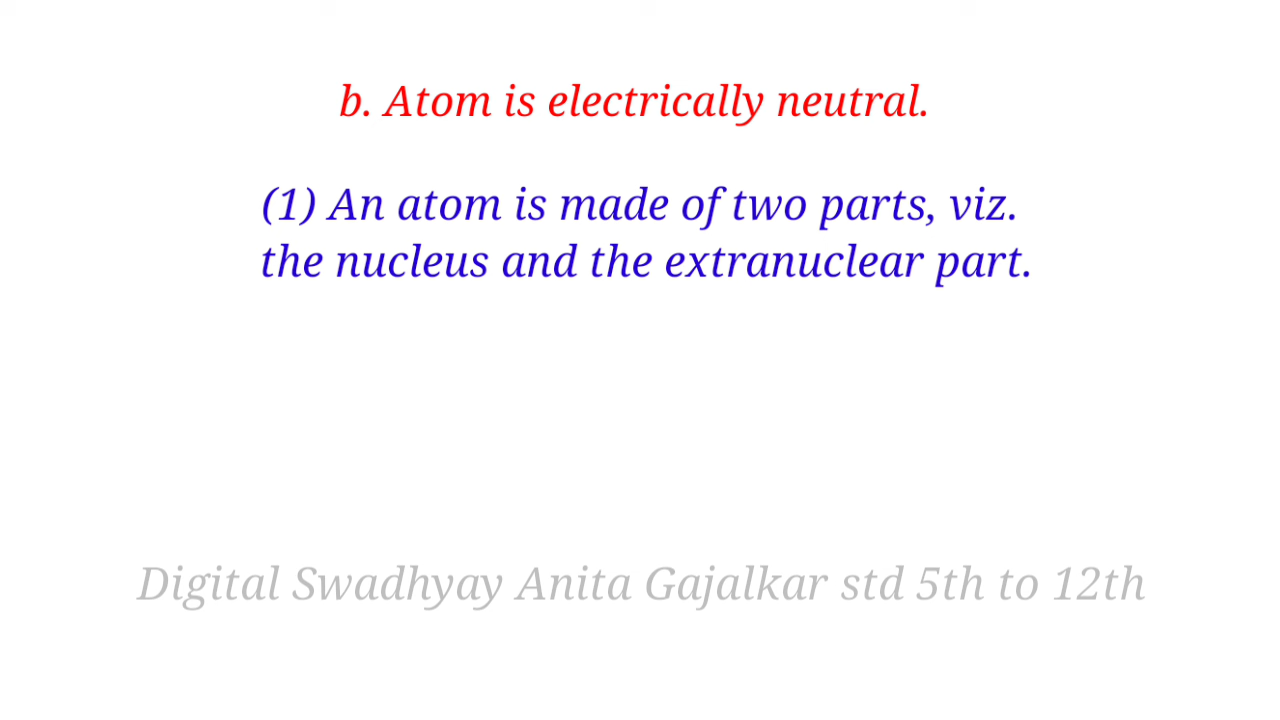 b. Atom is electrically neutral.
(1) An atom is made of two parts, viz.
the nucleus and the extranuclear part.
Digital Swadhyay Anita Gajalkar std 5th to 12th